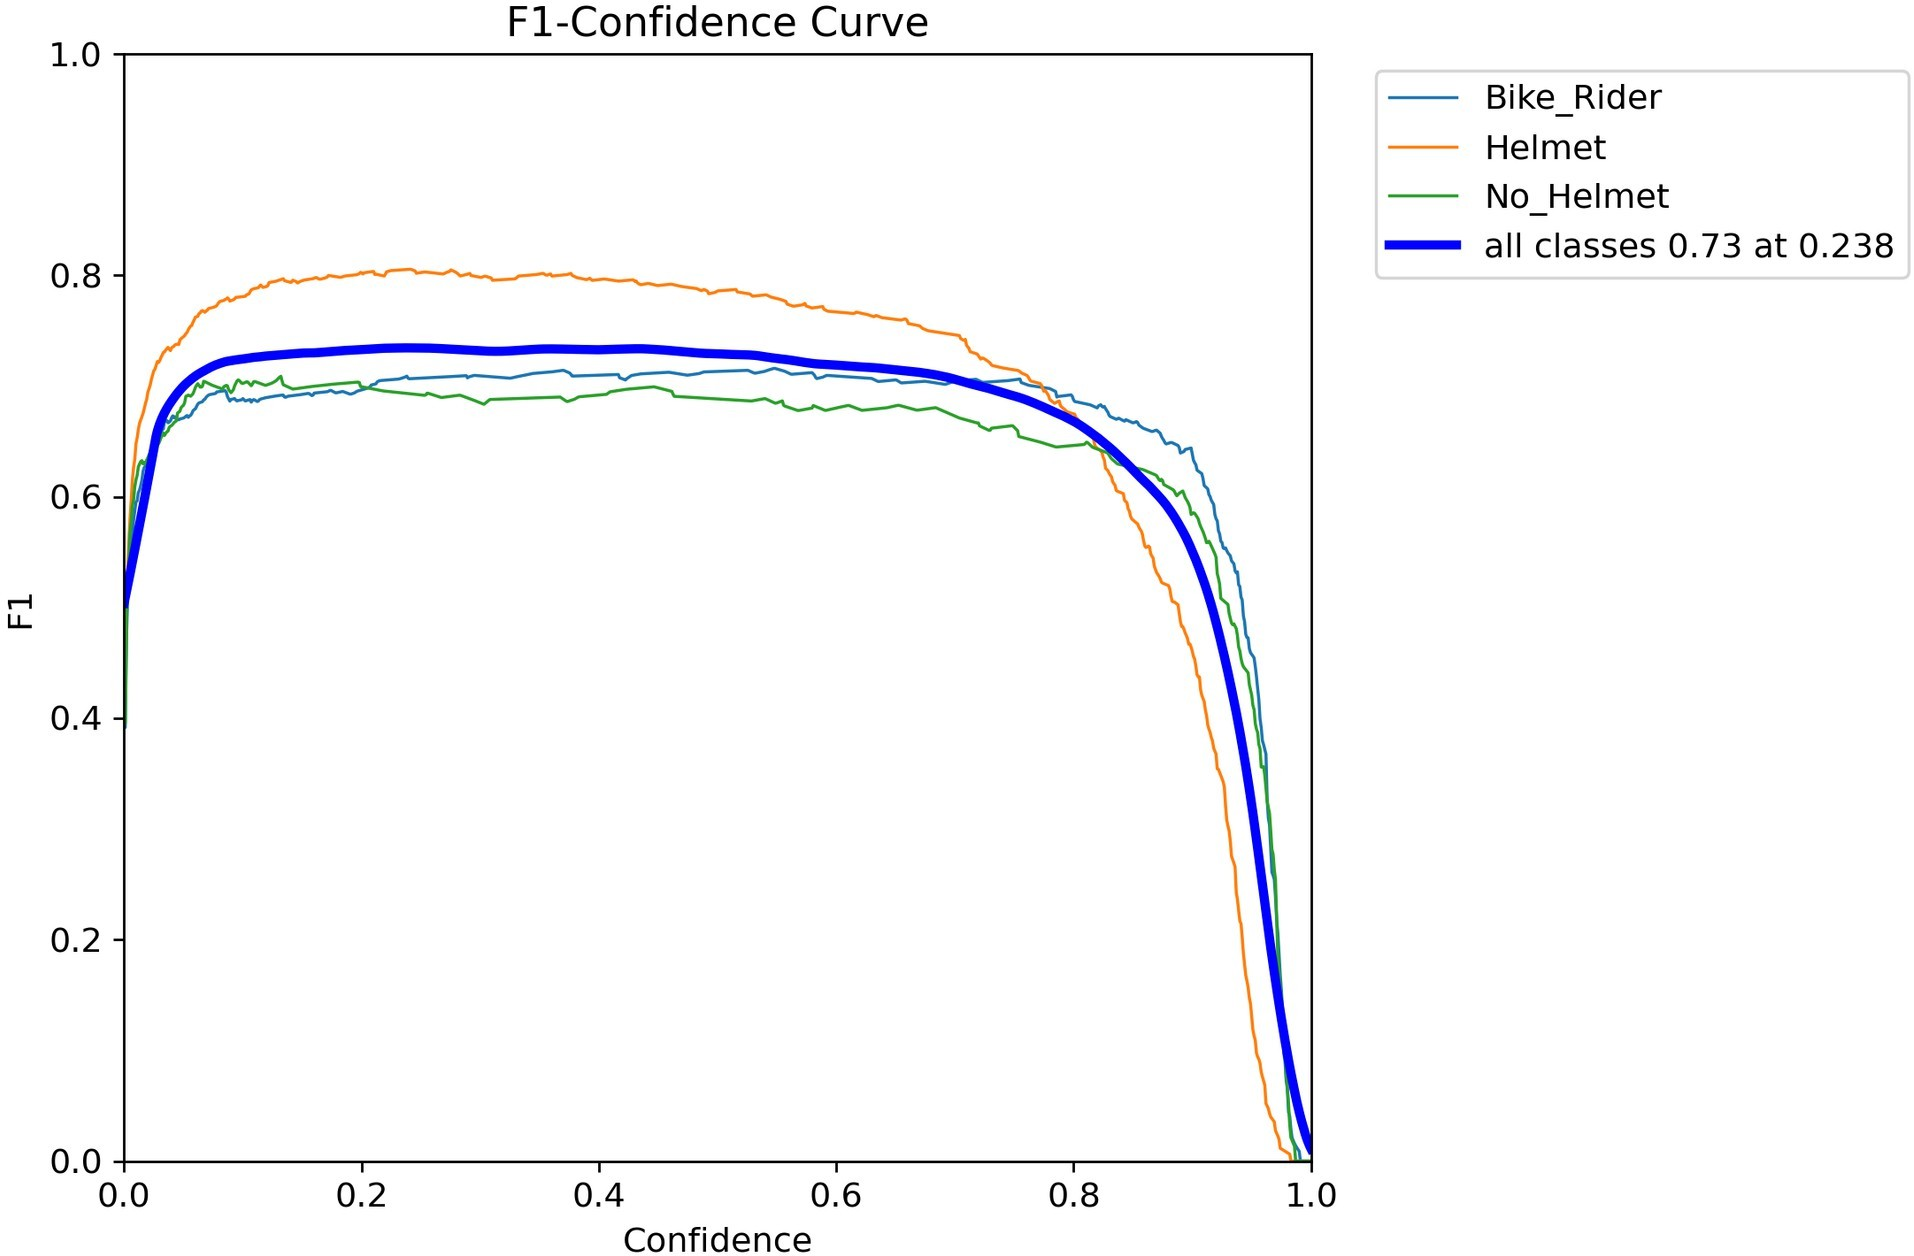 F1-Confidence Curve
1.0
0.8
0.6
0.4
0.2
0.0
F1
0.0 0.2 0.4 0.6 0.8 1.0
Confidence
Bike_Rider
Helmet
No_Helmet
all classes 0.73 at 0.238